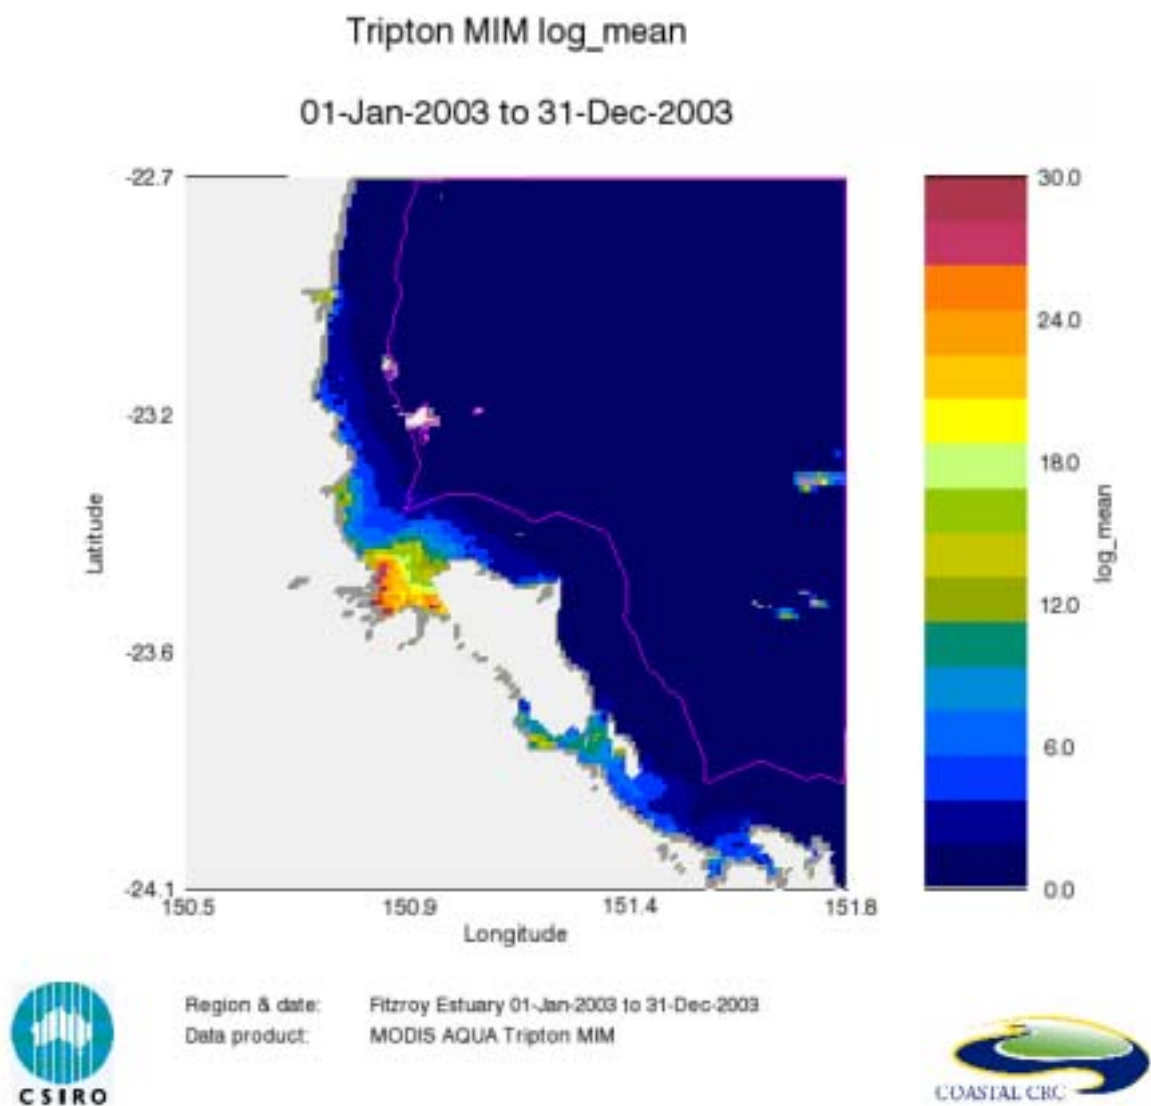 Tripton MIM log_mean
01-Jan-2003 to 31-Dec-2003
-22.7
-23.2
-23.6
-24.1
Latitude
150.5 150.9 151.4 151.8
Longitude
30.0
24.0
18.0
12.0
6.0
0.0
log_mean
Region & date: Fitzroy Estuary 01-Jan-2003 to 31-Dec-2003
Data product: MODIS AQUA Tripton MIM
CSIRO
COASTAL CRC